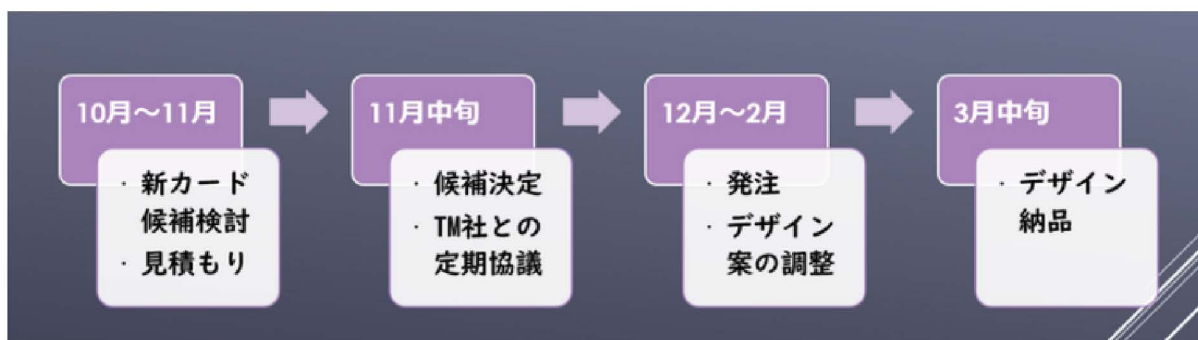 10月～11月
・新カード
候補検討
・見積もり
11月中旬
・候補決定
・TM社との
定期協議
12月～2月
・発注
・デザイン
案の調整
3月中旬
・デザイン
納品